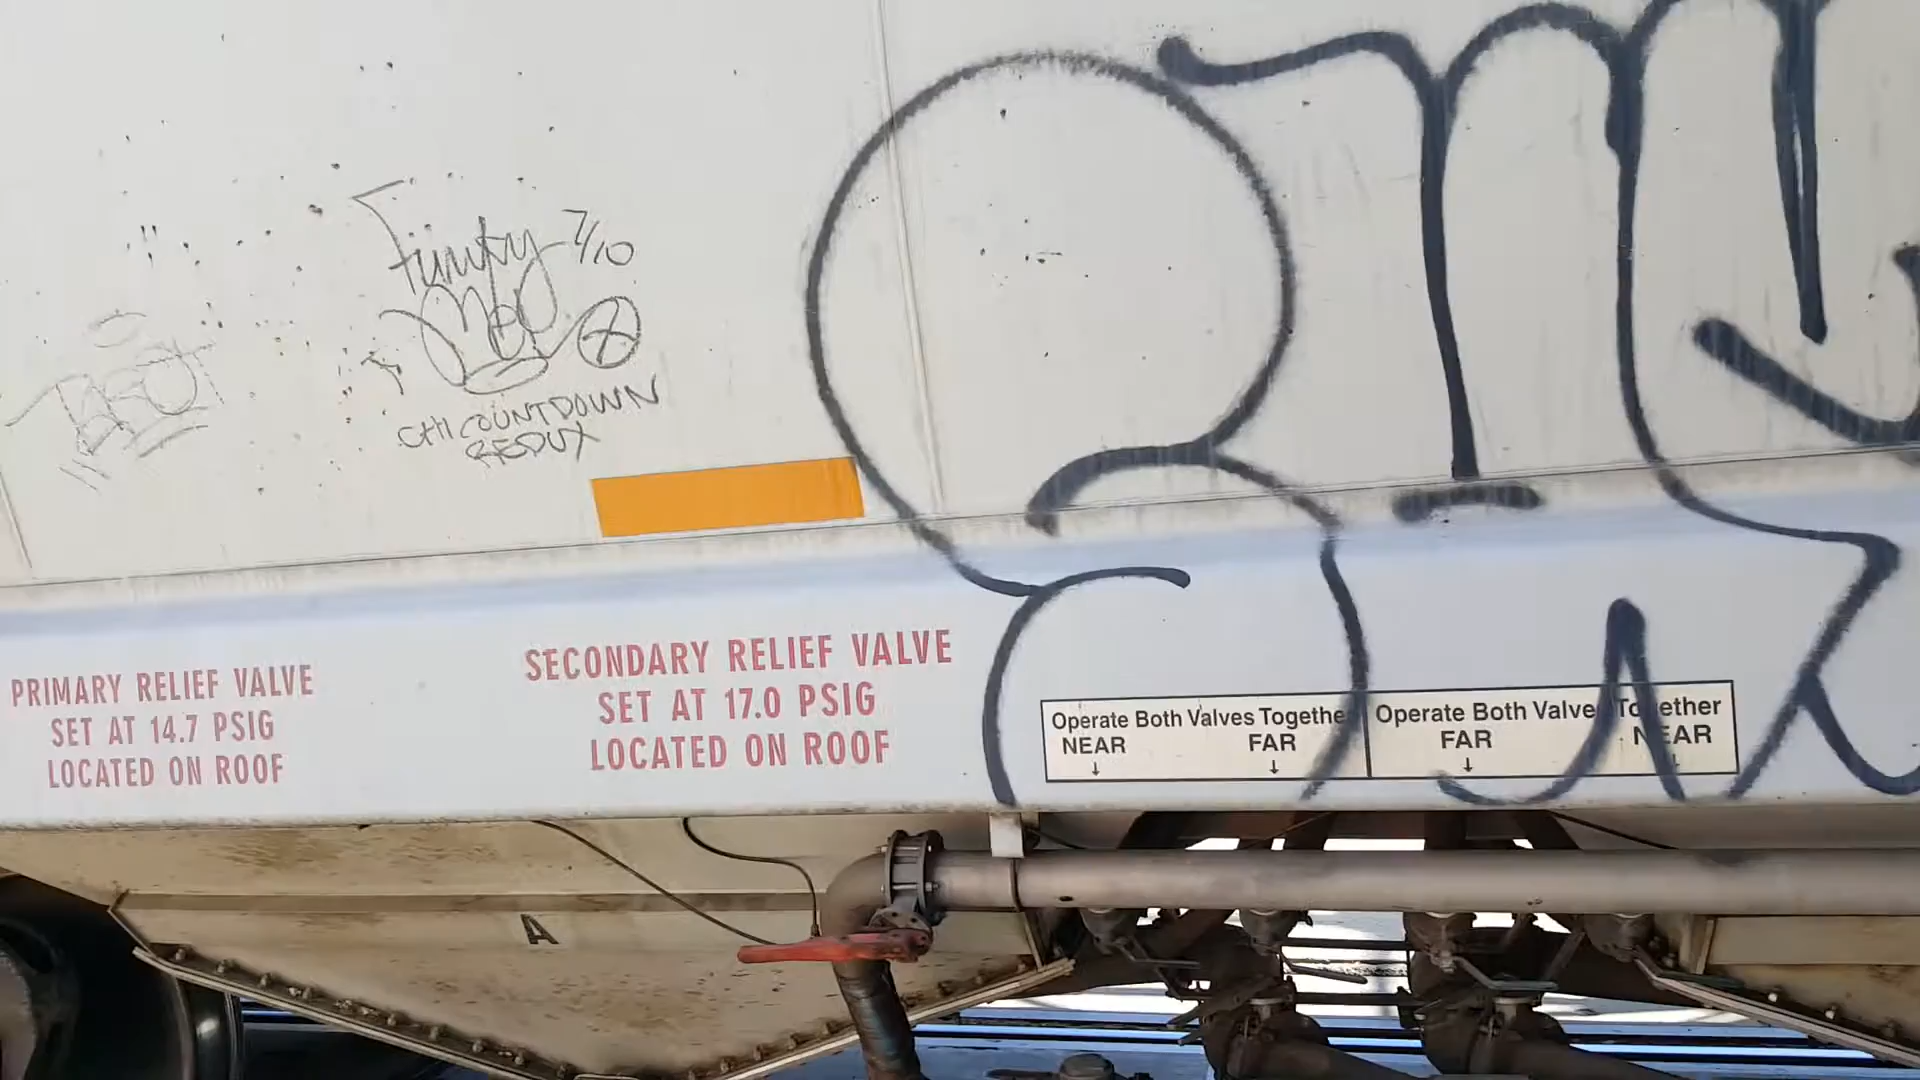 Funky 7/10
CHI COUNTDOWN
REDUX
PRIMARY RELIEF VALVE
SET AT 14.7 PSIG
LOCATED ON ROOF
SECONDARY RELIEF VALVE
SET AT 17.0 PSIG
LOCATED ON ROOF
Operate Both Valves Together
NEAR FAR
↓ ↓
Operate Both Valves Together
FAR NEAR
↓ ↓
A